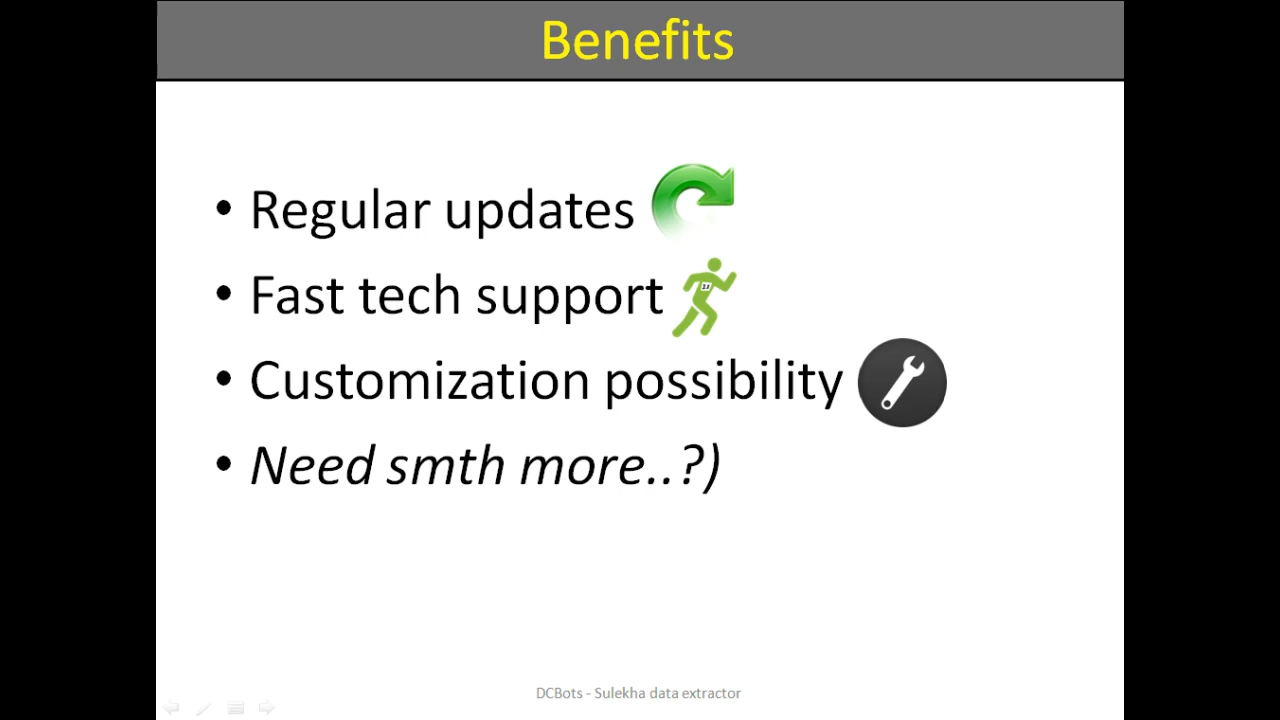 Benefits
• Regular updates
• Fast tech support
• Customization possibility
• Need smth more..?)
DCBots - Sulekha data extractor